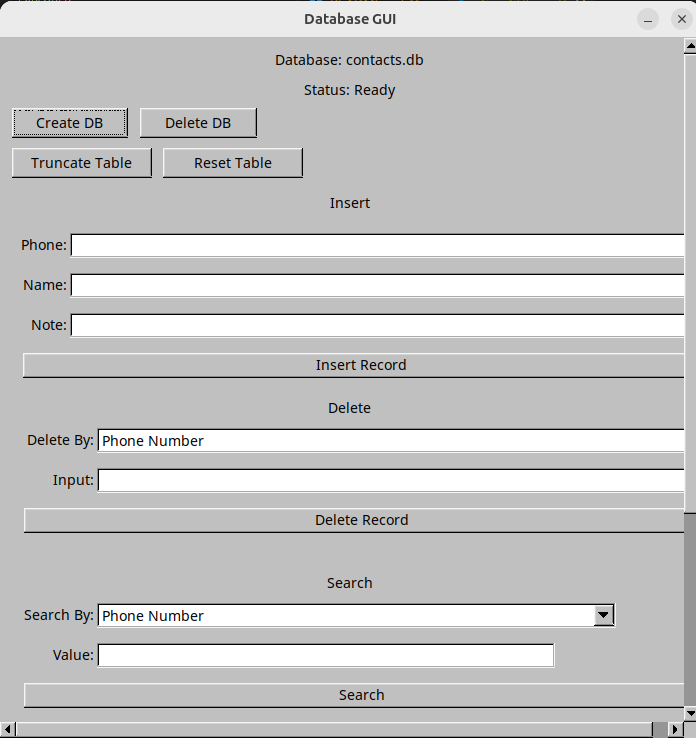 Database GUI
Database: contacts.db
Status: Ready
Create DB Delete DB
Truncate Table Reset Table
Insert
Phone:
Name:
Note:
Insert Record
Delete
Delete By: Phone Number
Input:
Delete Record
Search
Search By: Phone Number
Value:
Search